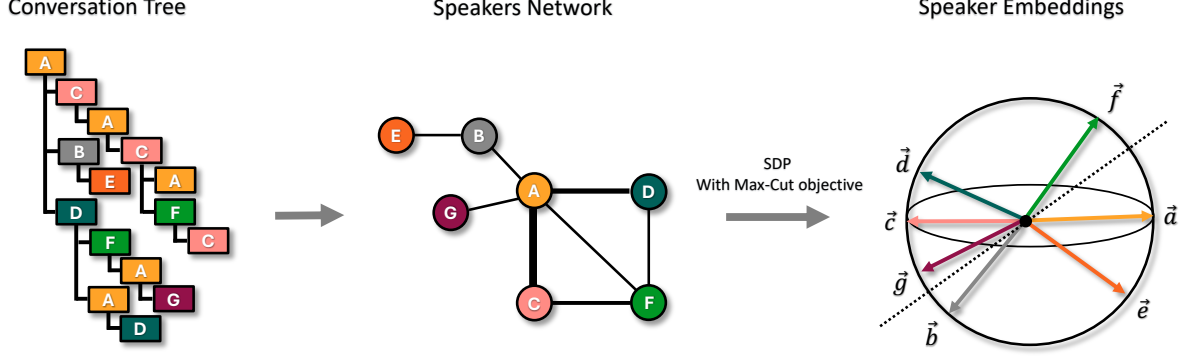 Conversation Tree
Speakers Network
Speaker Embeddings
A
C
A
B
C
E
A
D
F
F
C
A
A
G
D
E
B
A
D
G
C
F
SDP
With Max-Cut objective
f⃗
d⃗
c⃗
a⃗
g⃗
e⃗
b⃗